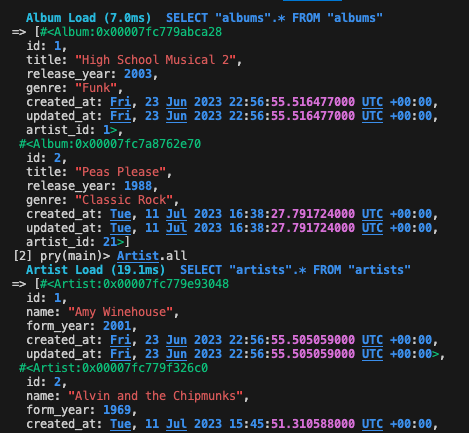 Album Load (7.0ms)  SELECT "albums".* FROM "albums"
=> [#<Album:0x00007fc779abca28
id: 1,
title: "High School Musical 2",
release_year: 2003,
genre: "Funk",
created_at: Fri, 23 Jun 2023 22:56:55.516477000 UTC +00:00,
updated_at: Fri, 23 Jun 2023 22:56:55.516477000 UTC +00:00,
artist_id: 1>,
#<Album:0x00007fc7a8762e70
id: 2,
title: "Peas Please",
release_year: 1988,
genre: "Classic Rock",
created_at: Tue, 11 Jul 2023 16:38:27.791724000 UTC +00:00,
updated_at: Tue, 11 Jul 2023 16:38:27.791724000 UTC +00:00,
artist_id: 21>]
[2] pry(main)> Artist.all
Artist Load (19.1ms)  SELECT "artists".* FROM "artists"
=> [#<Artist:0x00007fc779e93048
id: 1,
name: "Amy Winehouse",
form_year: 2001,
created_at: Fri, 23 Jun 2023 22:56:55.505059000 UTC +00:00,
updated_at: Fri, 23 Jun 2023 22:56:55.505059000 UTC +00:00>,
#<Artist:0x00007fc779f326c0
id: 2,
name: "Alvin and the Chipmunks",
form_year: 1969,
created_at: Tue, 11 Jul 2023 15:45:51.310588000 UTC +00:00,